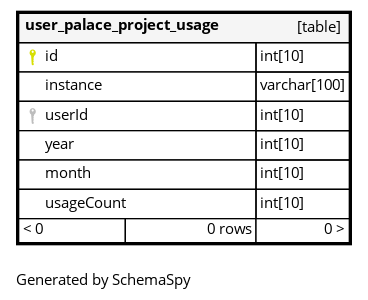 user_palace_project_usage [table]
id int[10]
instance varchar[100]
userId int[10]
year int[10]
month int[10]
usageCount int[10]
< 0 0 rows 0 >
Generated by SchemaSpy